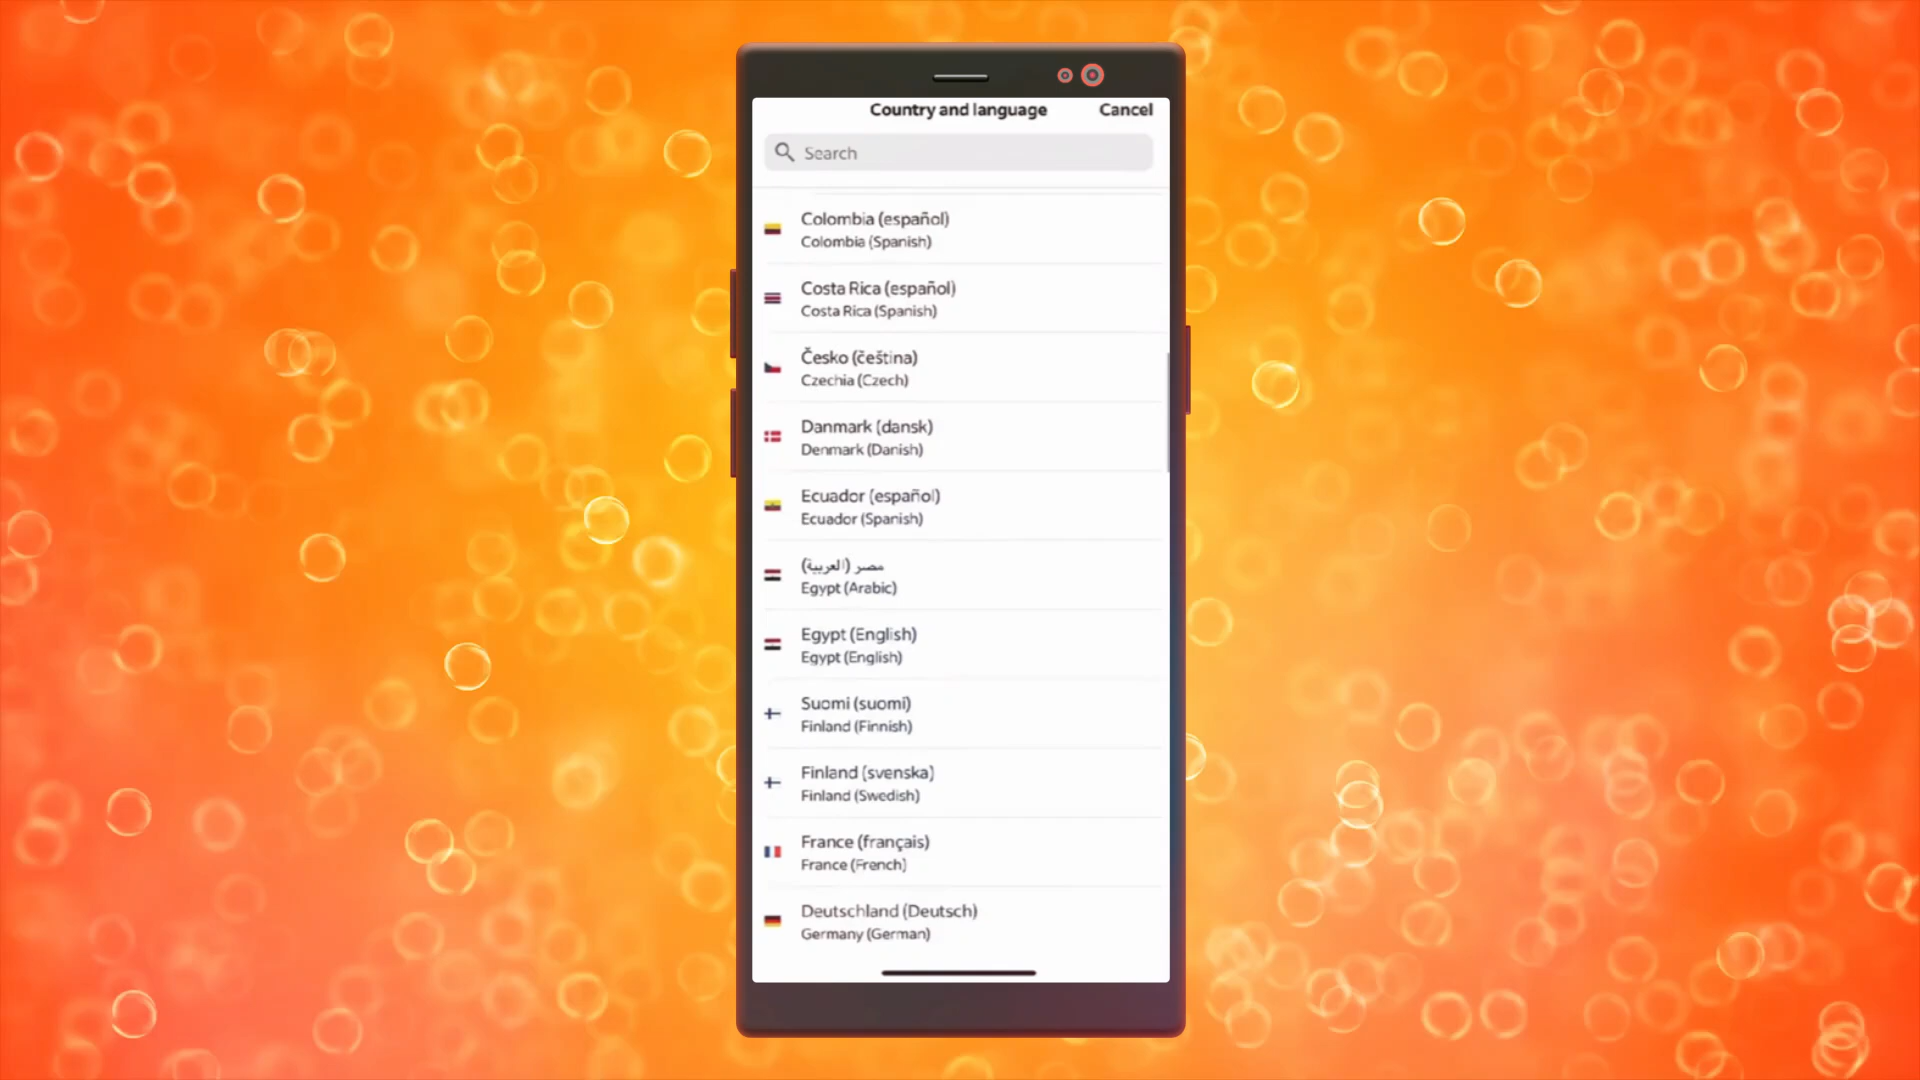 Country and language
Cancel
Search
Colombia (español)
Colombia (Spanish)
Costa Rica (español)
Costa Rica (Spanish)
Česko (čeština)
Czechia (Czech)
Danmark (dansk)
Denmark (Danish)
Ecuador (español)
Ecuador (Spanish)
مصر (العربية)
Egypt (Arabic)
Egypt (English)
Egypt (English)
Suomi (suomi)
Finland (Finnish)
Finland (svenska)
Finland (Swedish)
France (français)
France (French)
Deutschland (Deutsch)
Germany (German)